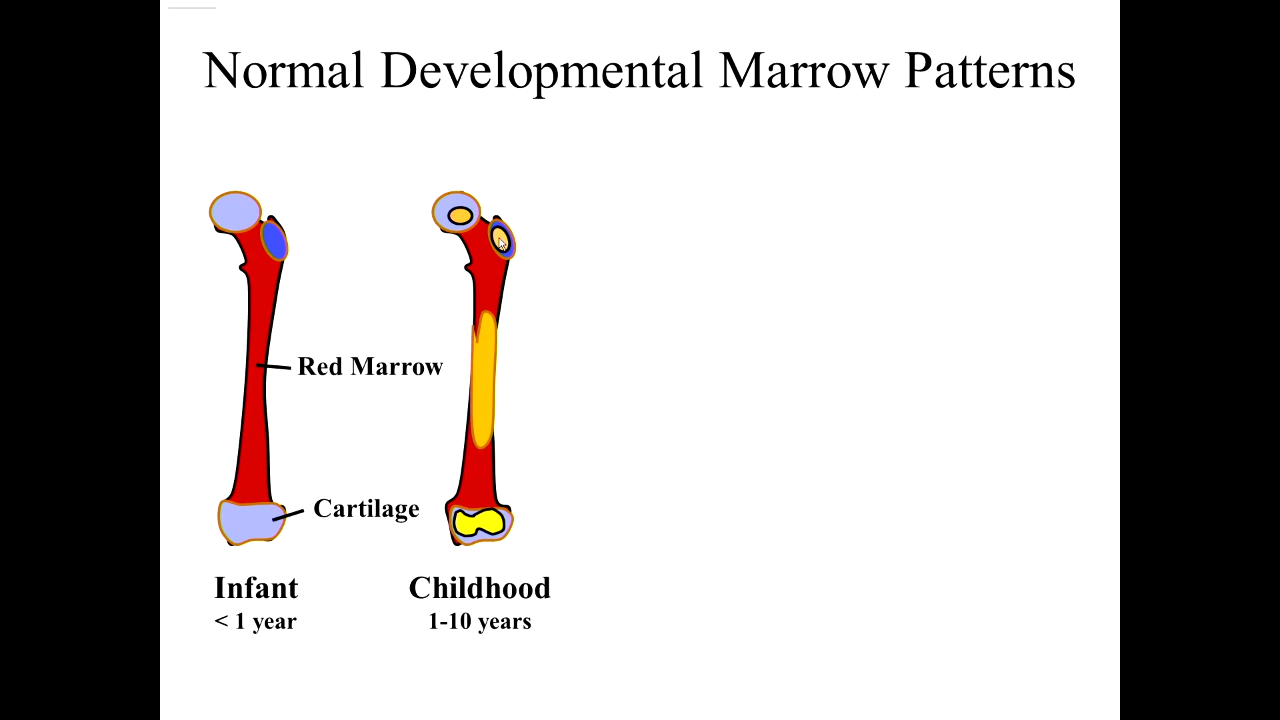 Normal Developmental Marrow Patterns
Red Marrow
Cartilage
Infant
< 1 year
Childhood
1-10 years